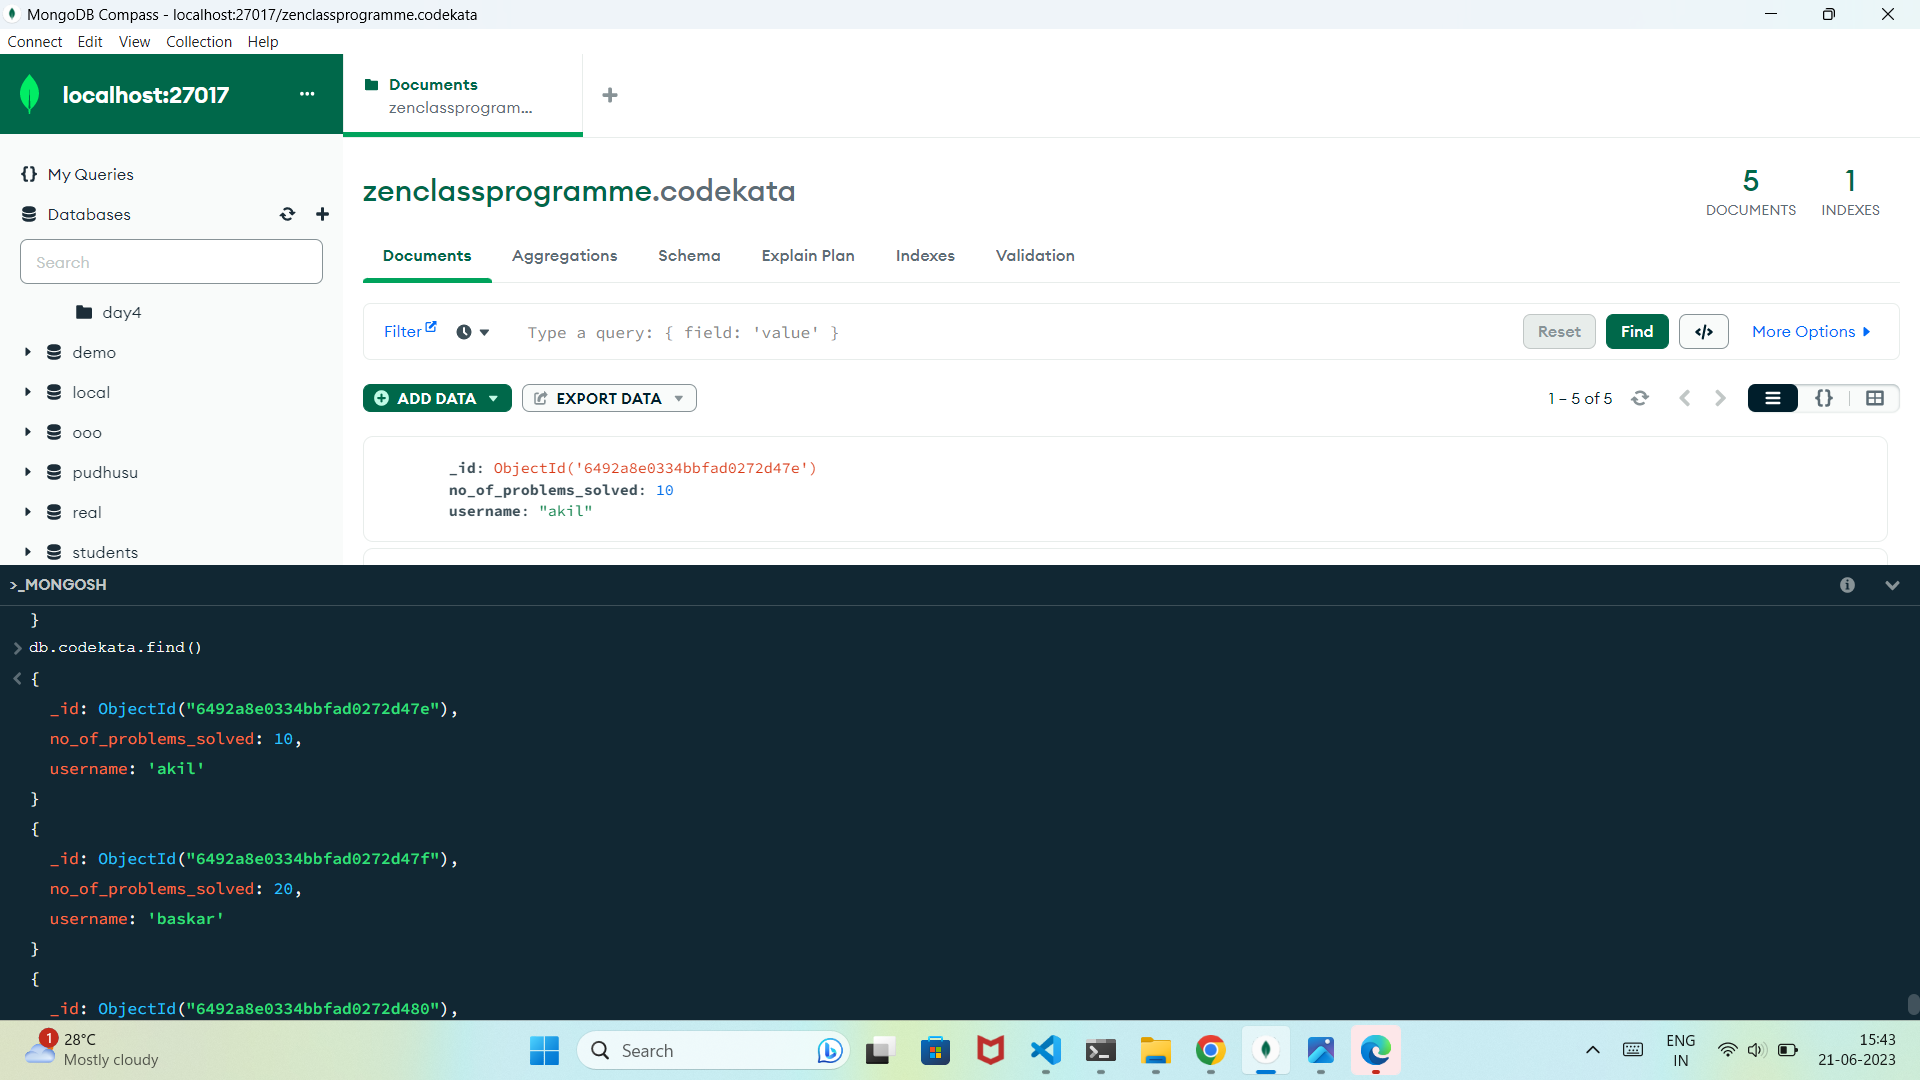 MongoDB Compass - localhost:27017/zenclassprogramme.codekata
Connect Edit View Collection Help
localhost:27017 ...
Documents
zenclassprogram...
My Queries
Databases
Search
day4
demo
local
ooo
pudhusu
real
students
zenclassprogramme.codekata
5
DOCUMENTS
1
INDEXES
Documents Aggregations Schema Explain Plan Indexes Validation
Filter Type a query: { field: 'value' } Reset Find </> More Options
ADD DATA EXPORT DATA 1 – 5 of 5 {}
_id: ObjectId('6492a8e0334bbfad0272d47e')
no_of_problems_solved: 10
username: "akil"
>_MONGOSH
}
> db.codekata.find()
< {
_id: ObjectId("6492a8e0334bbfad0272d47e"),
no_of_problems_solved: 10,
username: 'akil'
}
{
_id: ObjectId("6492a8e0334bbfad0272d47f"),
no_of_problems_solved: 20,
username: 'baskar'
}
{
_id: ObjectId("6492a8e0334bbfad0272d480"),
1
28°C
Mostly cloudy
Search
ENG
IN
15:43
21-06-2023